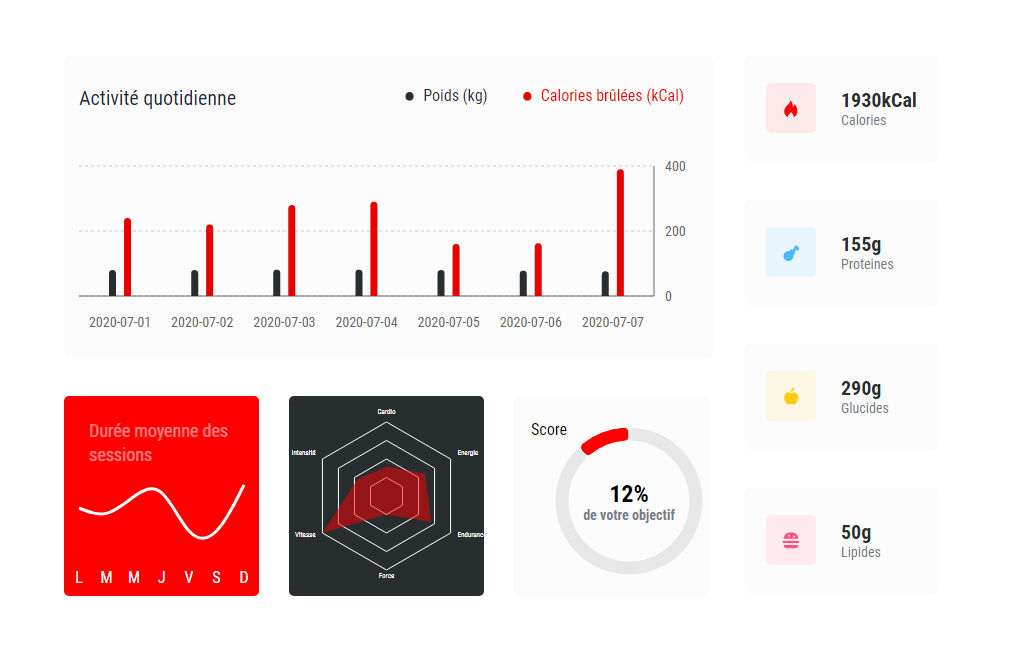 Activité quotidienne
Poids (kg)
Calories brûlées (kCal)
400
200
0
2020-07-01 2020-07-02 2020-07-03 2020-07-04 2020-07-05 2020-07-06 2020-07-07
1930kCal
Calories
155g
Proteines
290g
Glucides
50g
Lipides
Durée moyenne des
sessions
L M M J V S D
Cardio
Intensité
Energie
Vitesse
Enduranc
Force
Score
12%
de votre objectif